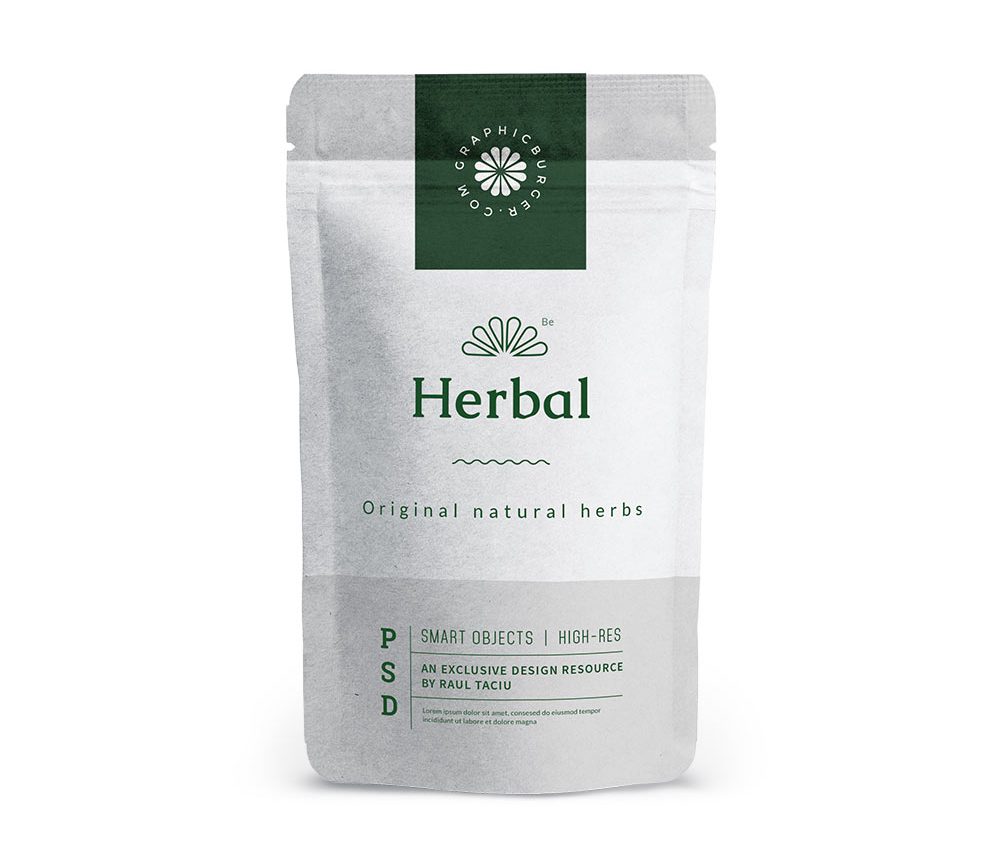 GRAPHICBURGER.COM
Be
Herbal
Original natural herbs
PSD
SMART OBJECTS | HIGH-RES
AN EXCLUSIVE DESIGN RESOURCE
BY RAUL TACIU
Lorem ipsum dolor sit amet, consesed do eiusmod tempor
incididunt ut labore et dolore magna